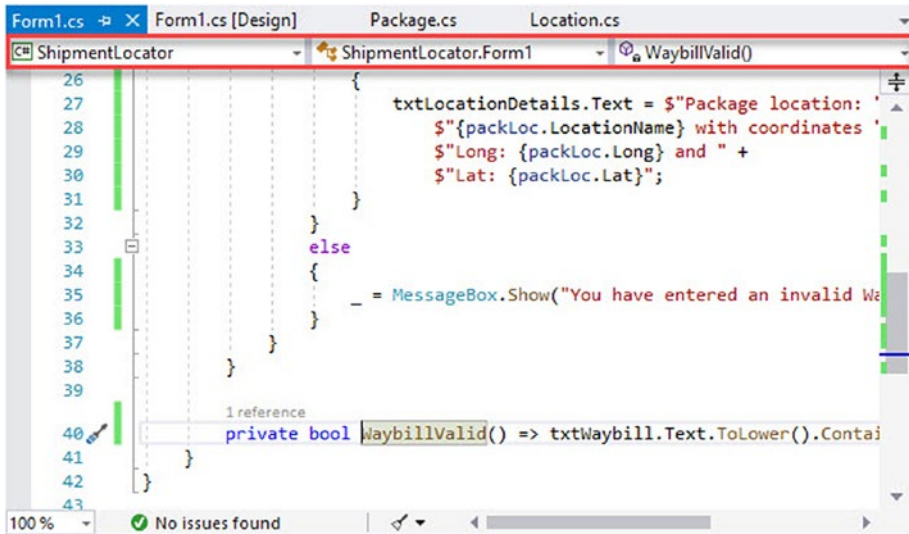 Form1.cs Form1.cs [Design] Package.cs Location.cs
C# ShipmentLocator ShipmentLocator.Form1 WaybillValid()
26 {
27 txtLocationDetails.Text = $"Package location: "
28 $"{packLoc.LocationName} with coordinates "
29 $"Long: {packLoc.Long} and " +
30 $"Lat: {packLoc.Lat}";
31 }
32 }
33 else
34 {
35 _ = MessageBox.Show("You have entered an invalid Wa
36 }
37 }
38 }
39
1 reference
40 private bool WaybillValid() => txtWaybill.Text.ToLower().Contai
41 }
42 }
43
100 % No issues found